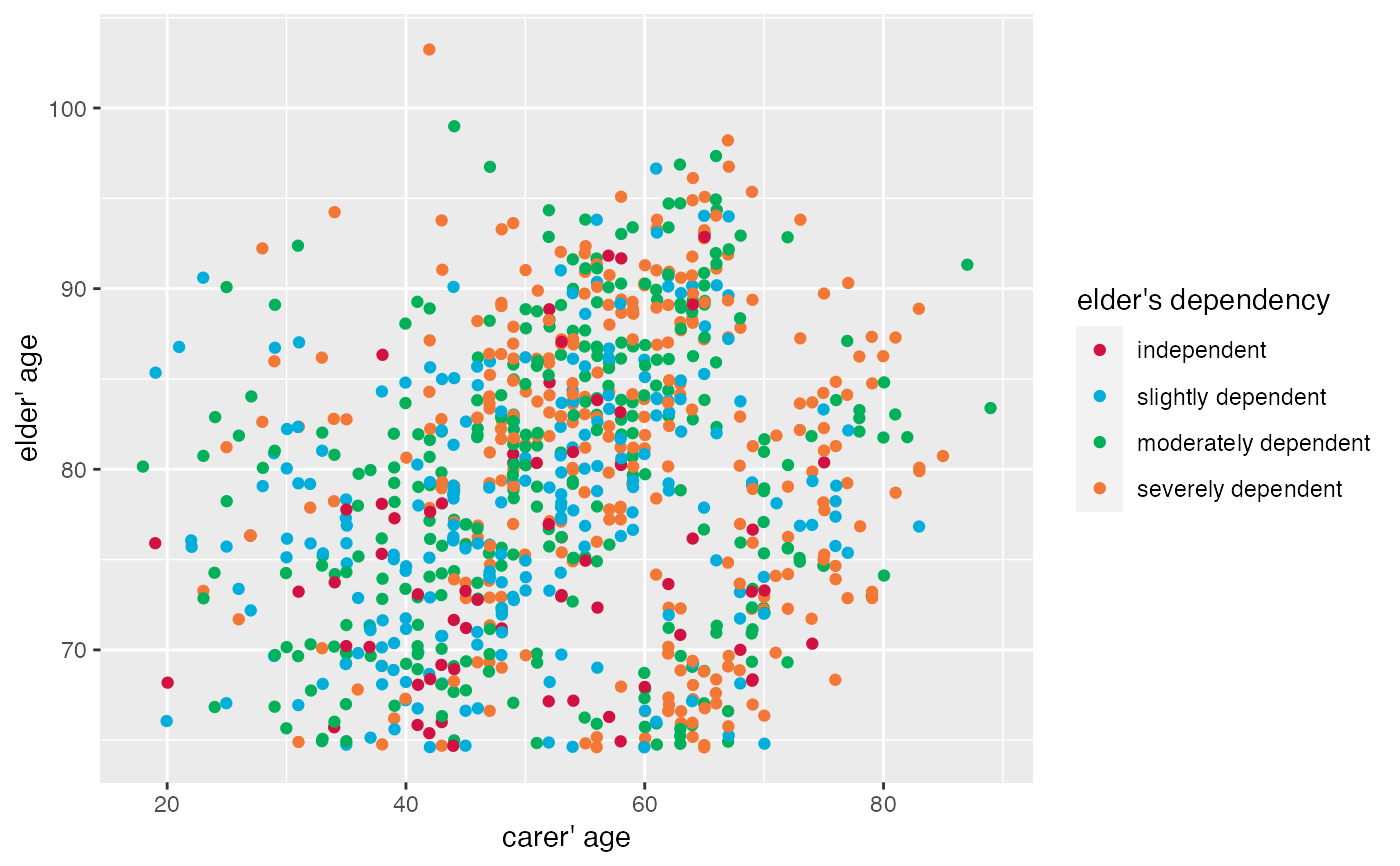 100
90
80
70
elder' age
20
40
60
80
carer' age
elder's dependency
independent
slightly dependent
moderately dependent
severely dependent